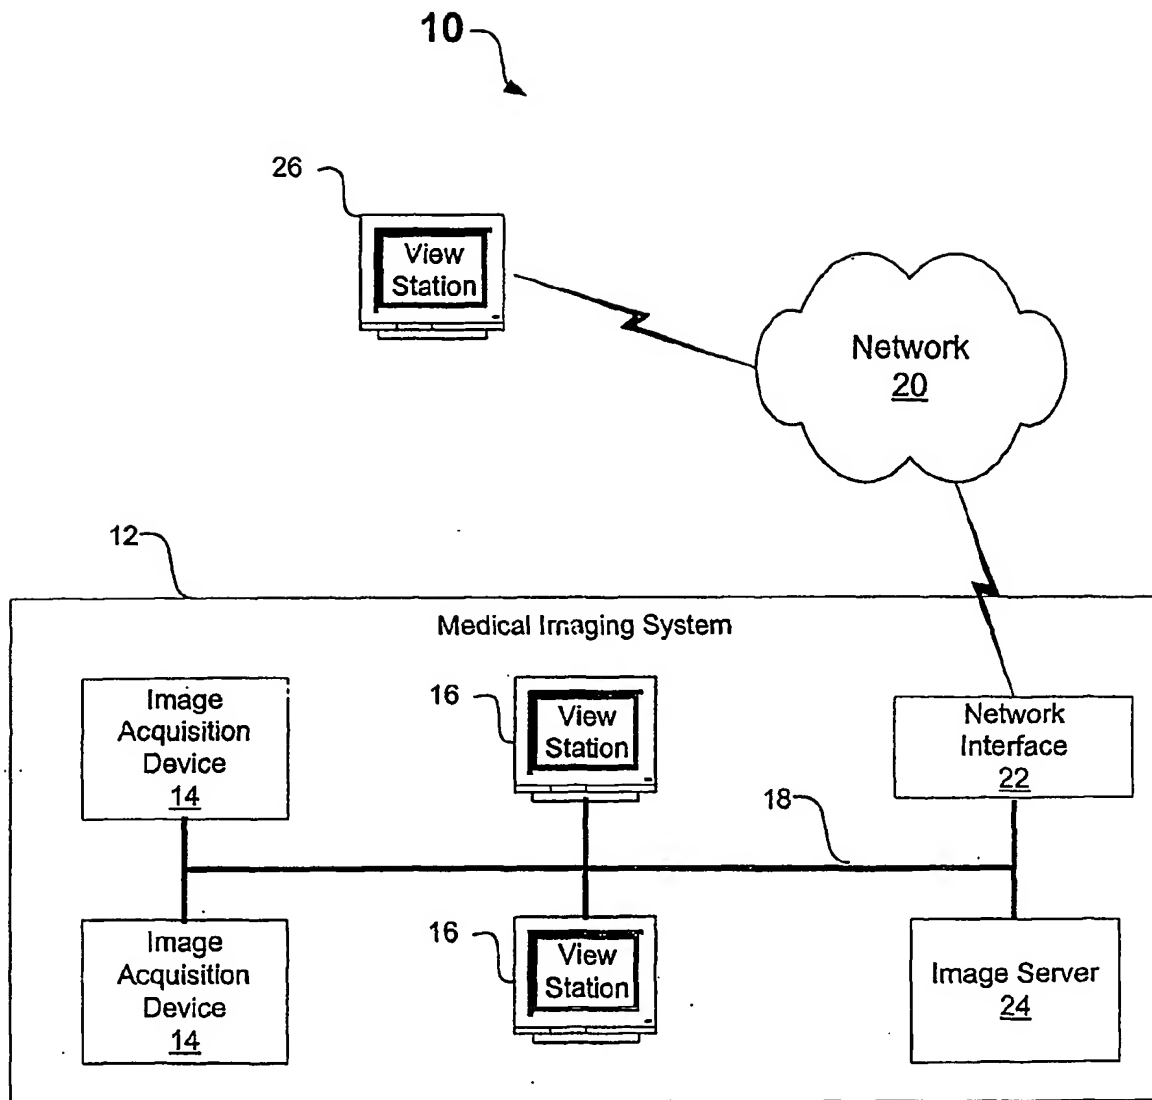 10
26
View
Station
Network
20
12
Medical Imaging System
Image
Acquisition
Device
14
16
View
Station
Network
Interface
22
18
Image
Acquisition
Device
14
16
View
Station
Image Server
24